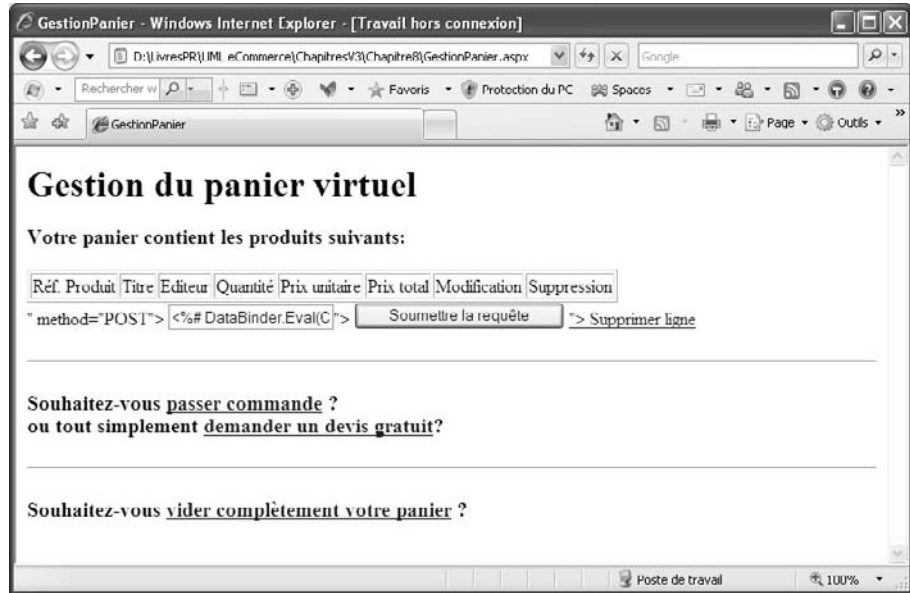 GestionPanier - Windows Internet Explorer - [Travail hors connexion]
D:\LivresPR\UML eCommerce\ChapitresV3\Chapitre8\GestionPanier.aspx Google
Rechercher w Favoris Protection du PC Spaces
GestionPanier Page Outils »
Gestion du panier virtuel
Votre panier contient les produits suivants:
Réf. Produit Titre Editeur Quantité Prix unitaire Prix total Modification Suppression
" method="POST"> <%# DataBinder.Eval(C "> Soumettre la requête "> Supprimer ligne
Souhaitez-vous passer commande ?
ou tout simplement demander un devis gratuit?
Souhaitez-vous vider complètement votre panier ?
Poste de travail 100%